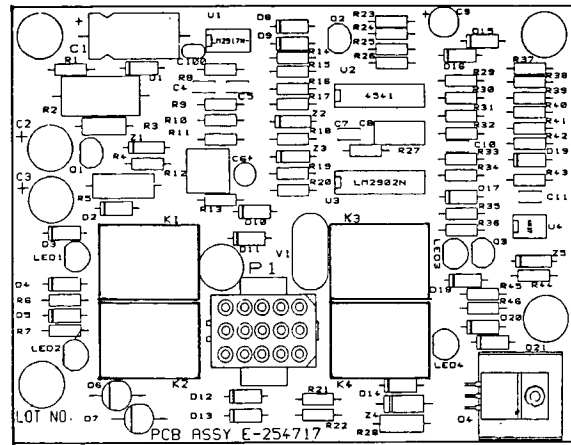 U1
D8
Q2
R23
C9
D15
C1
LM2917N
D9
R24
R14
R25
C100
R15
R26
D16
R37
R1
D1
R8
U2
R38
C4
C5
R16
R29
R39
R2
R9
R17
4541
R30
R40
R10
Z2
R31
R41
C2
R3
R11
R18
C7
C8
R32
R42
Z1
C10
D19
R4
Z3
R27
R33
R43
Q1
R12
C6+
R19
R34
C3
LM2902N
D17
C11
R5
R20
U3
R35
D2
R13
D10
R36
U4
K1
K3
D3
D11
V1
LED1
P1
LED3
Q3
Z5
D4
D18
R45
R44
R6
R46
D5
D20
R7
LED2
D21
K2
K4
LED4
D6
D12
R21
D14
LOT NO.
D7
D13
R22
Z4
Q4
R28
PCB ASSY E-254717